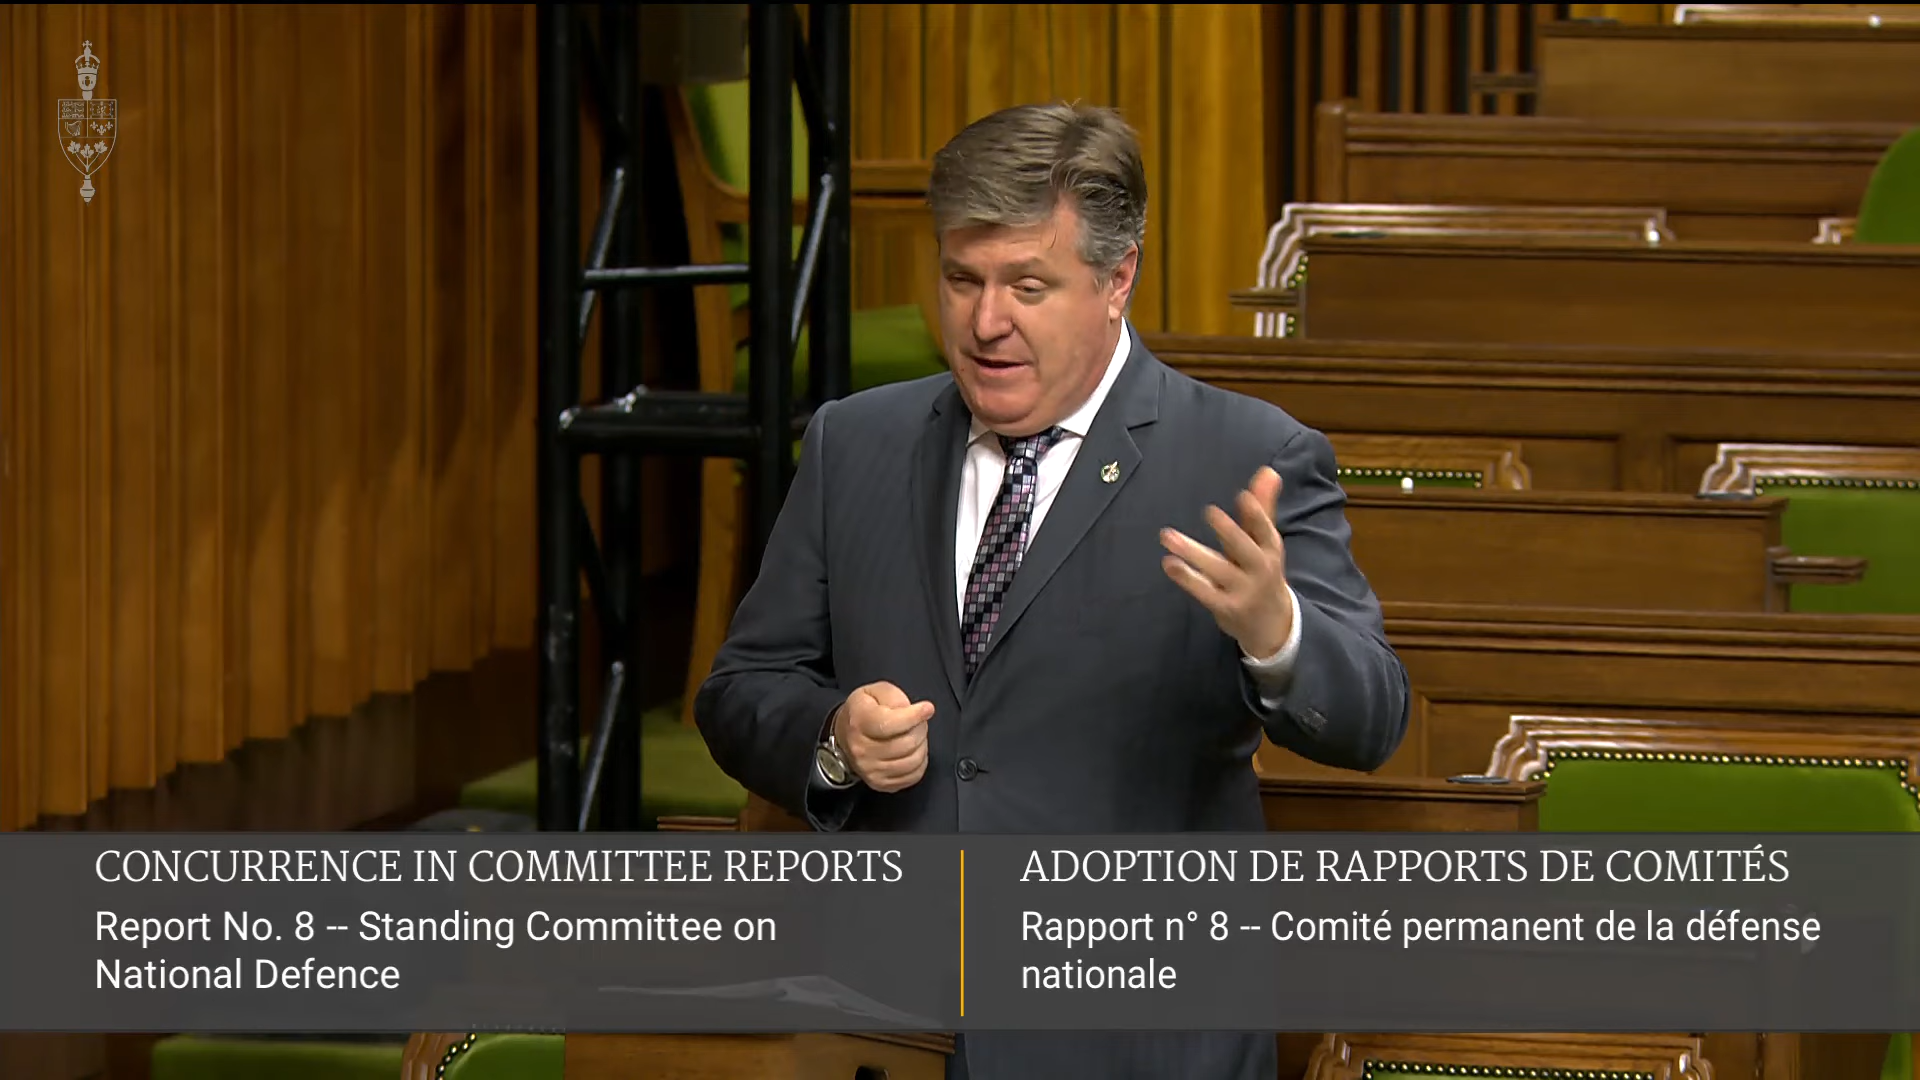 CONCURRENCE IN COMMITTEE REPORTS
Report No. 8 -- Standing Committee on
National Defence
ADOPTION DE RAPPORTS DE COMITÉS
Rapport n° 8 -- Comité permanent de la défense
nationale